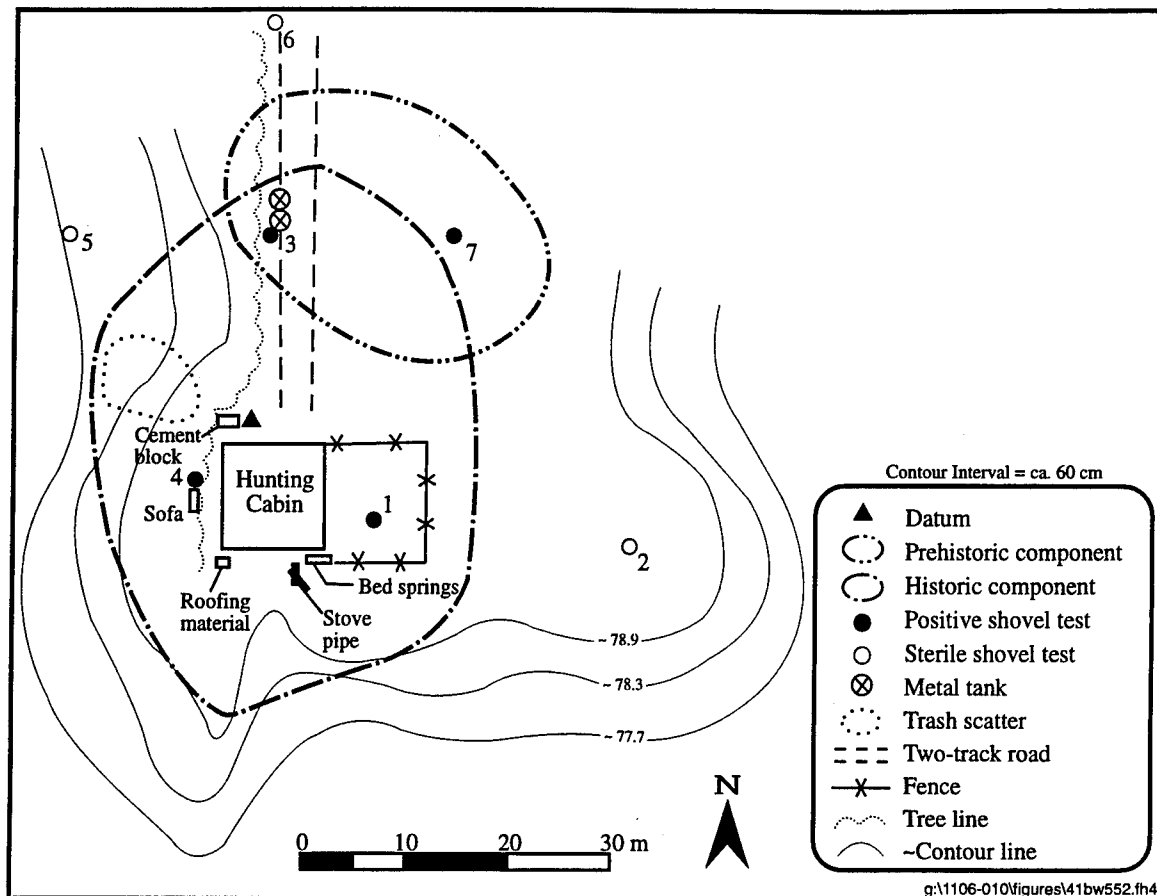 6
5
3
7
Cement
block
4
Sofa
Hunting
Cabin
1
2
Bed springs
Roofing
material
Stove
pipe
~ 78.9
~ 78.3
~ 77.7
N
0 10 20 30 m
Contour Interval = ca. 60 cm
Datum
Prehistoric component
Historic component
Positive shovel test
Sterile shovel test
Metal tank
Trash scatter
Two-track road
Fence
Tree line
~Contour line
g:\1106-010\figures\41bw552.fh4